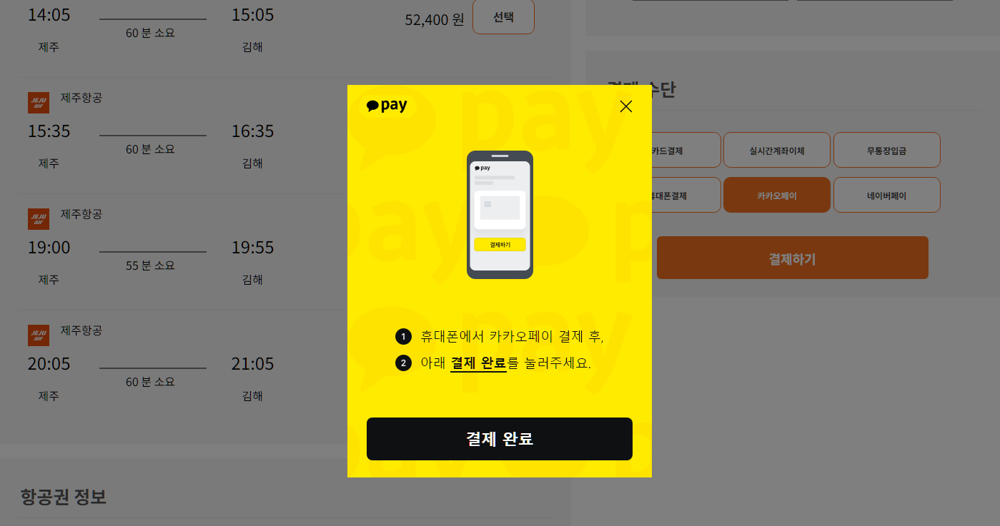 14:05
15:05
60 분 소요
52,400 원
선택
제주
김해
제주항공
15:35
16:35
60 분 소요
제주
김해
제주항공
19:00
19:55
55 분 소요
제주
김해
제주항공
20:05
21:05
60 분 소요
제주
김해
항공권 정보
pay
pay
결제하기
1 휴대폰에서 카카오페이 결제 후,
2 아래 결제 완료를 눌러주세요.
결제 완료
결제 수단
카드결제
실시간계좌이체
무통장입금
휴대폰결제
카카오페이
네이버페이
결제하기